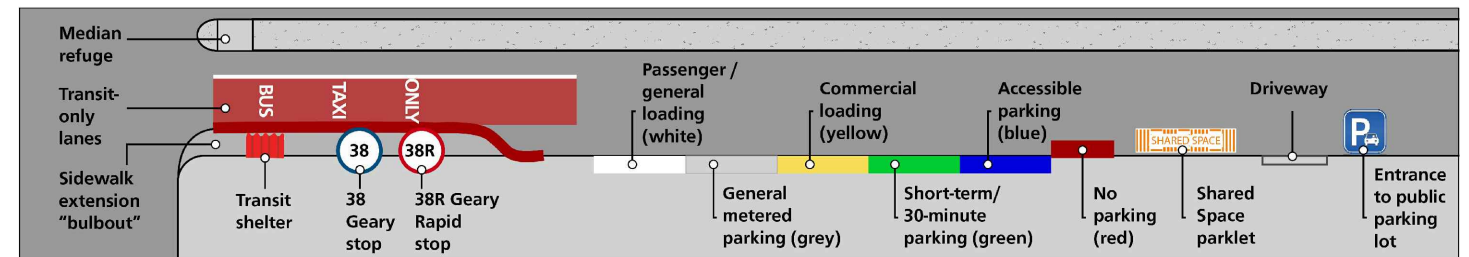 Median
refuge
Transit-
only
lanes
Sidewalk
extension
“bulbout”
BUS
TAXI
ONLY
Transit
shelter
38
38
Geary
stop
38R
38R Geary
Rapid
stop
Passenger /
general
loading
(white)
General
metered
parking (grey)
Commercial
loading
(yellow)
Short-term/
30-minute
parking (green)
Accessible
parking
(blue)
No
parking
(red)
SHARED SPACE
Shared
Space
parklet
Driveway
P
Entrance
to public
parking
lot